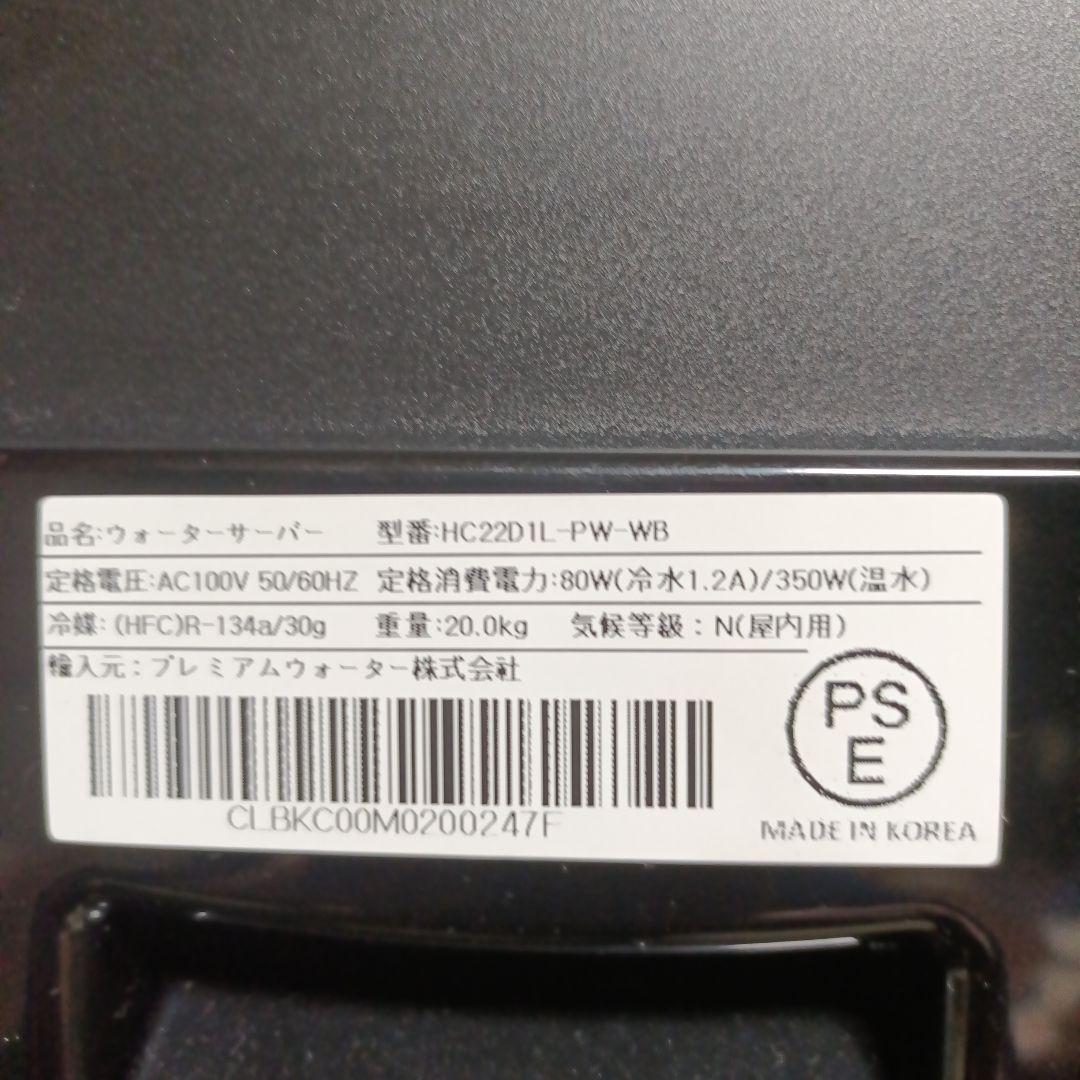 品名:ウォーターサーバー 型番:HC22D1L-PW-WB
定格電圧:AC100V 50/60HZ 定格消費電力:80W(冷水1.2A)/350W(温水)
冷媒:(HFC)R-134a/30g 重量:20.0kg 気候等級:N(屋内用)
輸入元:プレミアムウォーター株式会社
PS
E
CLBKC00M0200247F
MADE IN KOREA